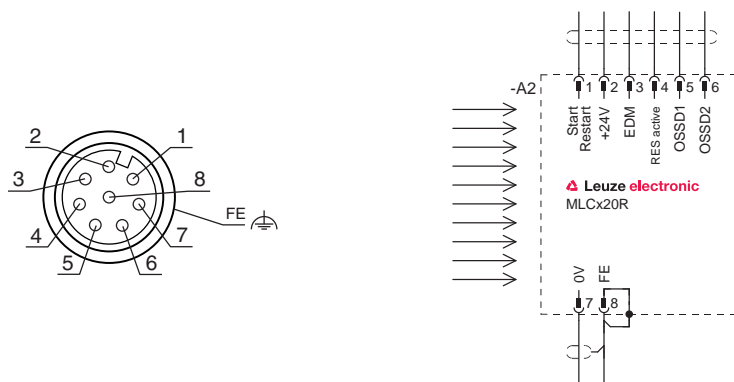 2
1
3
8
4
7
5
6
FE
-A2
1 2 3 4 5 6
Start
Restart
+24V
EDM
RES active
OSSD1
OSSD2
Leuze electronic
MLCx20R
0V
FE
7 8